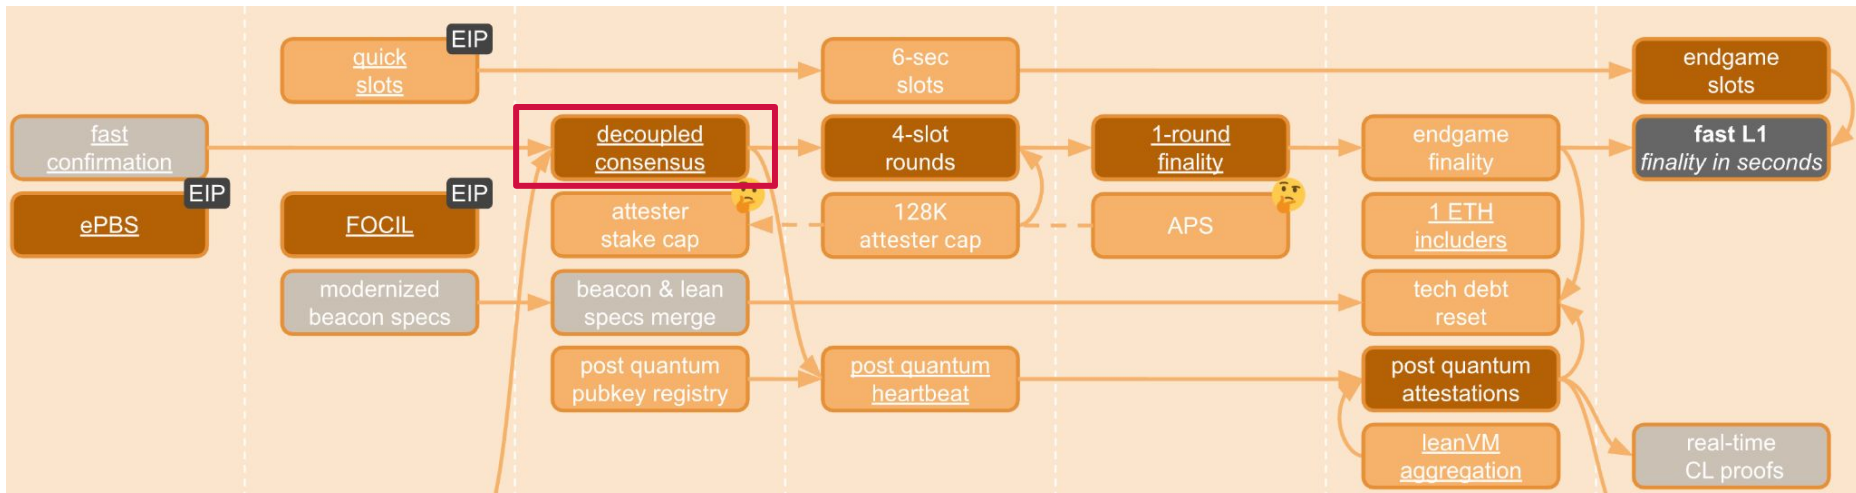 quick
slots
EIP
6-sec
slots
endgame
slots
fast
confirmation
decoupled
consensus
4-slot
rounds
1-round
finality
endgame
finality
fast L1
finality in seconds
ePBS
EIP
FOCIL
EIP
attester
stake cap
128K
attester cap
APS
1 ETH
includers
modernized
beacon specs
beacon & lean
specs merge
tech debt
reset
post quantum
pubkey registry
post quantum
heartbeat
post quantum
attestations
leanVM
aggregation
real-time
CL proofs